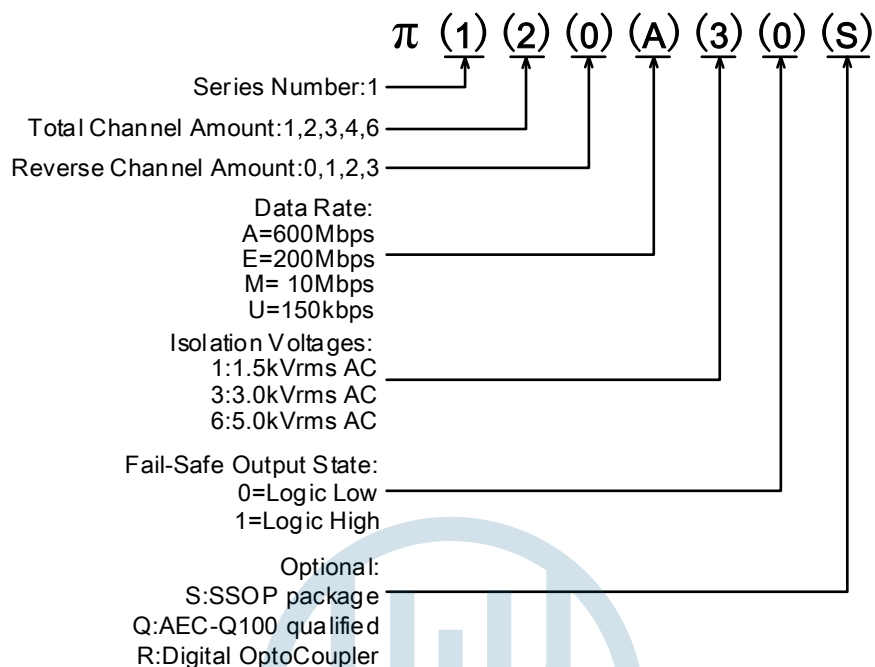 π (1) (2) (0) (A) (3) (0) (S)
Series Number:1
Total Channel Amount:1,2,3,4,6
Reverse Channel Amount:0,1,2,3
Data Rate:
A=600Mbps
E=200Mbps
M= 10Mbps
U=150kbps
Isolation Voltages:
1:1.5kVrms AC
3:3.0kVrms AC
6:5.0kVrms AC
Fail-Safe Output State:
0=Logic Low
1=Logic High
Optional:
S:SSOP package
Q:AEC-Q100 qualified
R:Digital OptoCoupler